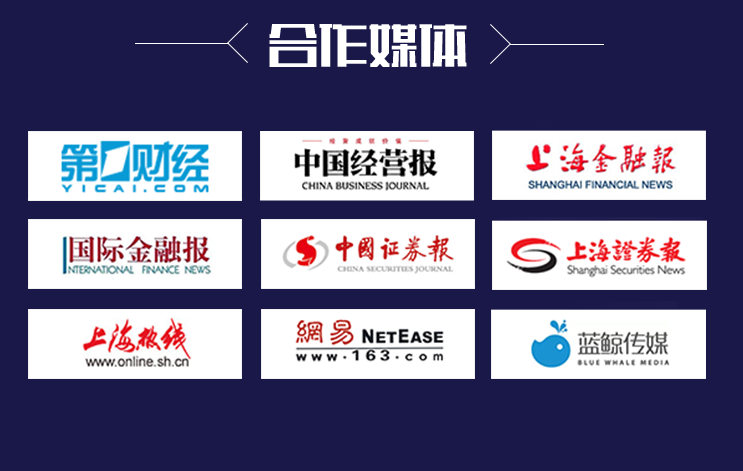 合作媒体
第一财经
YICAI.COM
中国经营报
CHINA BUSINESS JOURNAL
上海金融報
SHANGHAI FINANCIAL NEWS
国际金融报
INTERNATIONAL FINANCE NEWS
中國证券報
CHINA SECURITIES JOURNAL
上海證券報
Shanghai Securities News
上海热线
www.online.sh.cn
網易 NETEASE
www.163.com
蓝鲸传媒
BLUE WHALE MEDIA